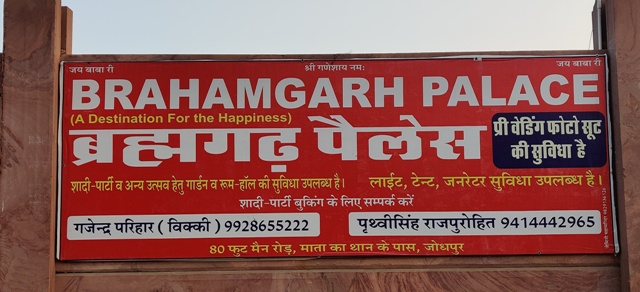 जय बाबा री श्री गणेशाय नम: जय बाबा री
BRAHAMGARH PALACE
(A Destination For the Happiness)
ब्रह्मगढ़ पैलेस
प्री वेडिंग फोटो सूट
की सुविधा है
शादी-पार्टी व अन्य उत्सव हेतु गार्डन व रूम-हॉल की सुविधा उपलब्ध है। लाईट, टेन्ट, जनरेटर सुविधा उपलब्ध है।
शादी-पार्टी बुकिंग के लिए सम्पर्क करें
गजेन्द्र परिहार ( विक्की ) 9928655222 पृथ्वीसिंह राजपुरोहित 9414442965
80 फुट मैन रोड़, माता का थान के पास, जोधपुर